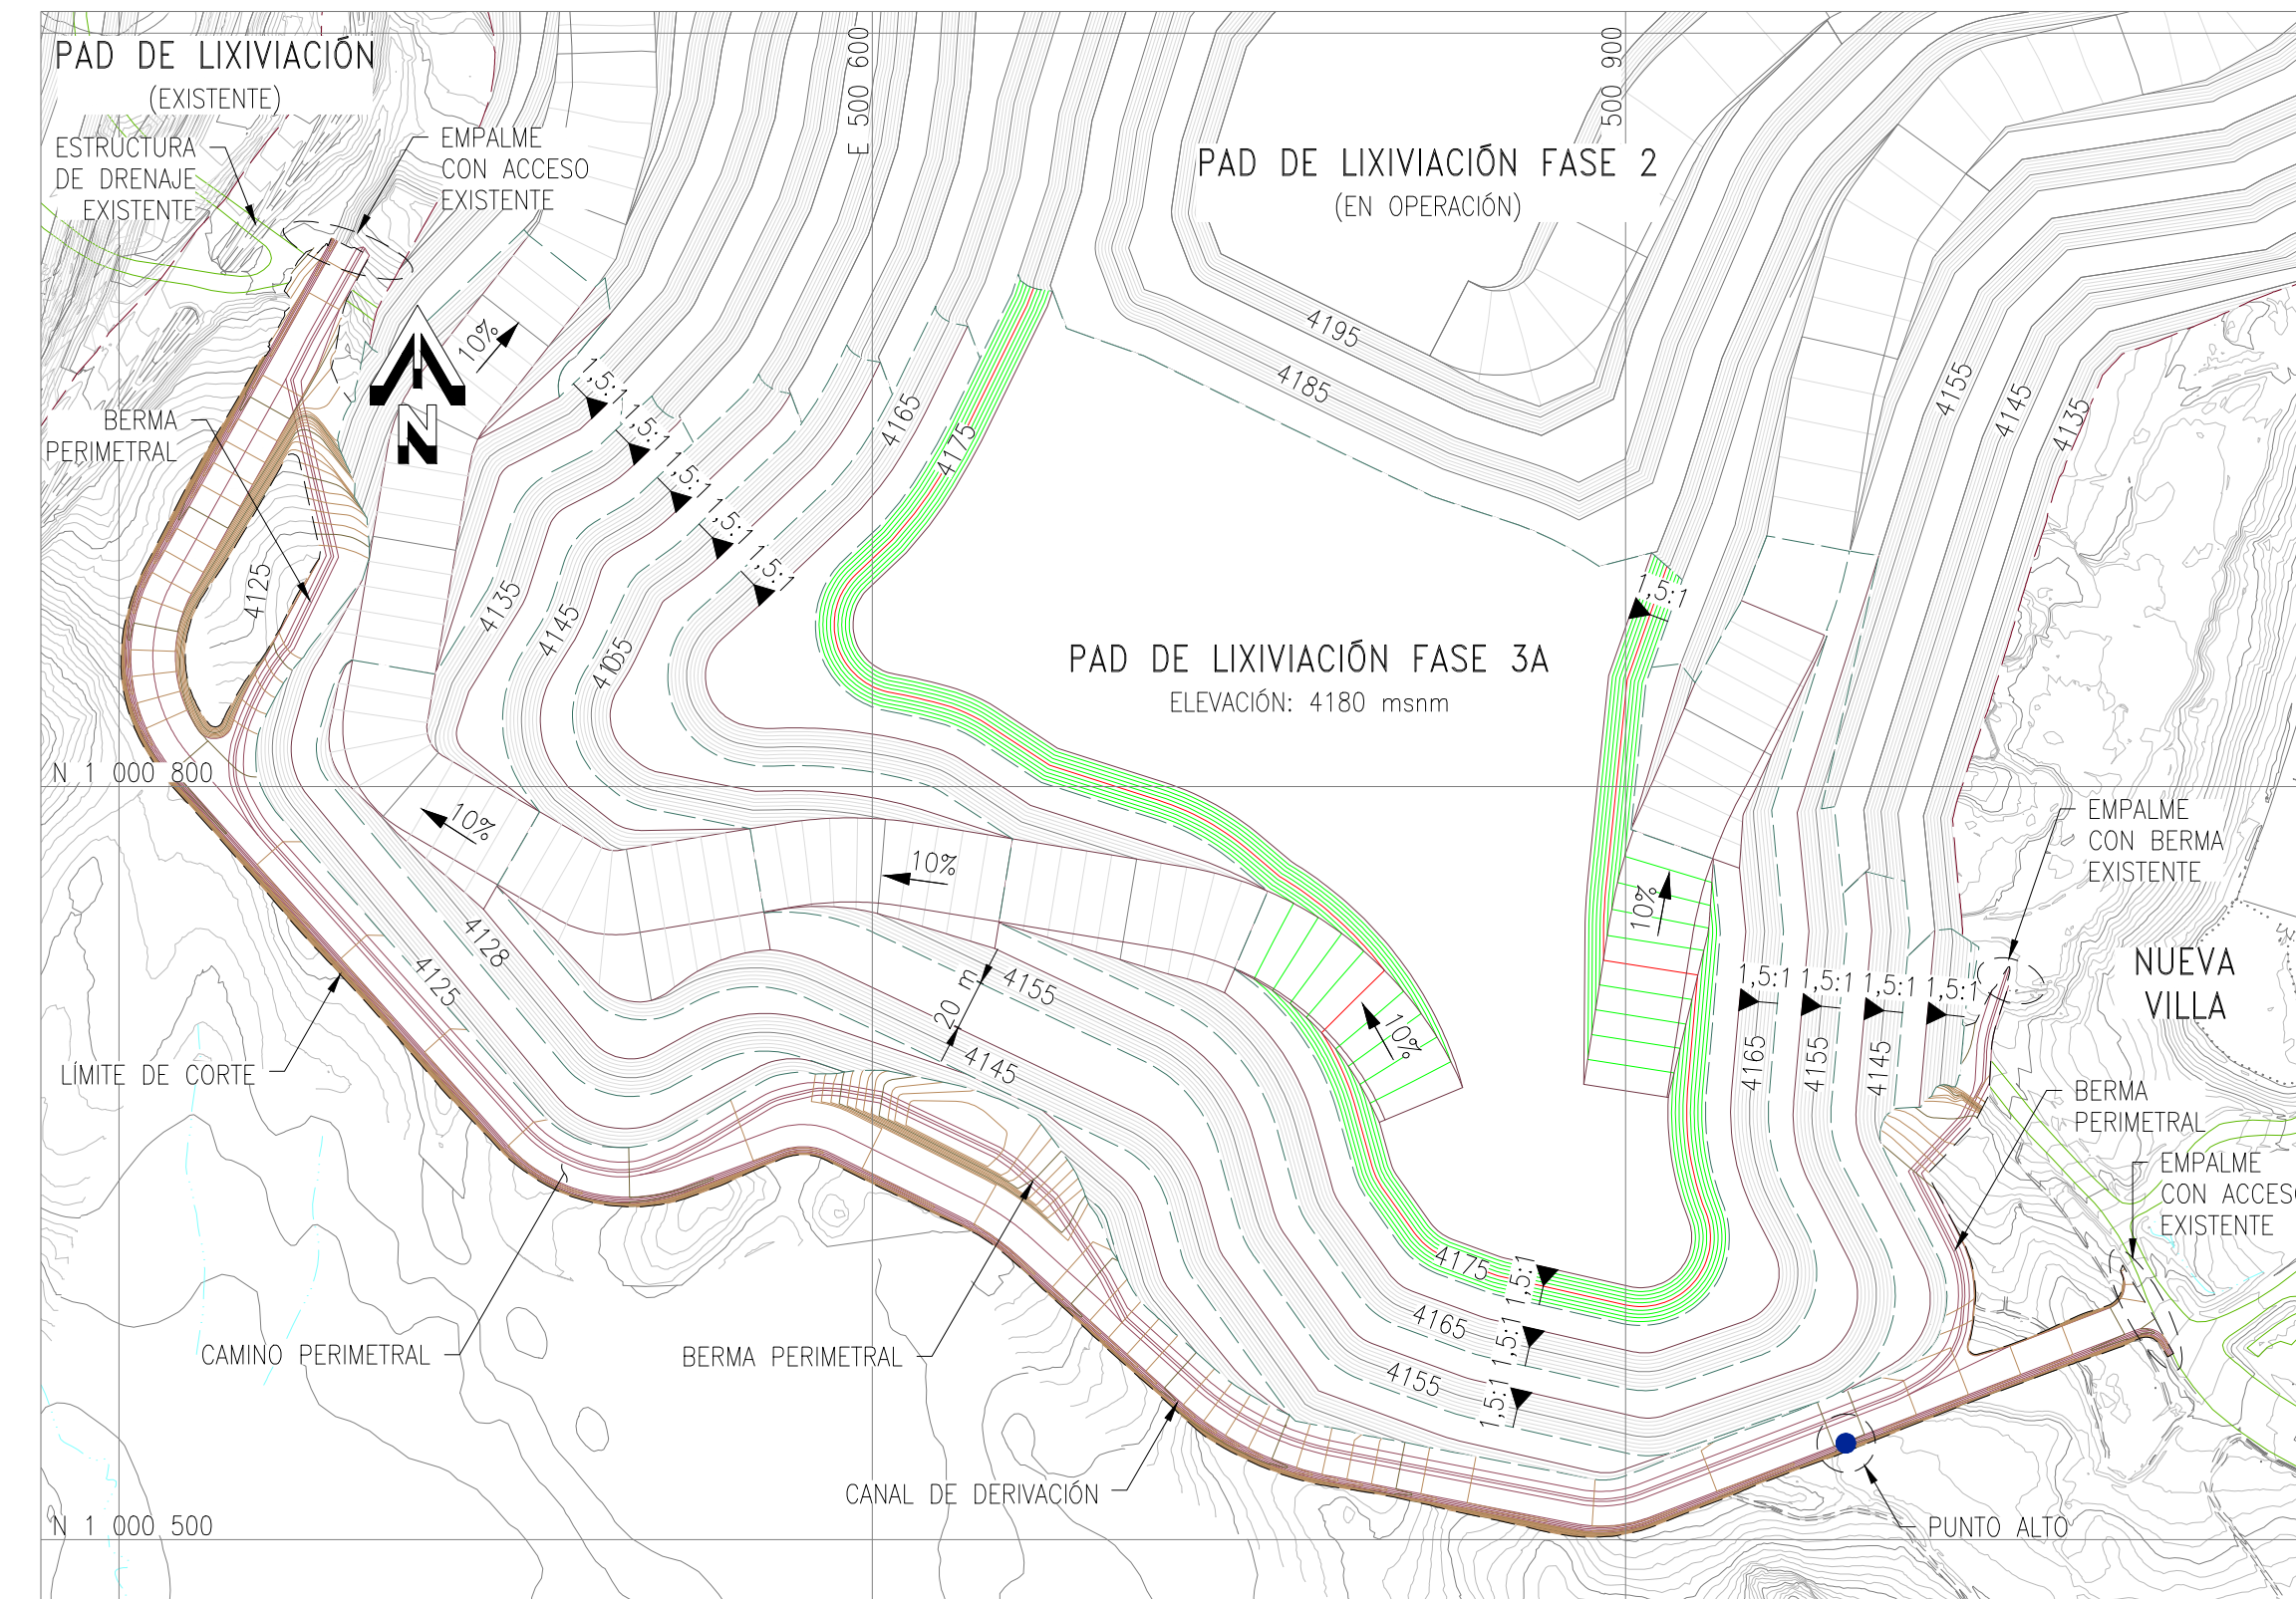 PAD DE LIXIVIACIÓN
(EXISTENTE)
ESTRUCTURA
DE DRENAJE
EXISTENTE
EMPALME
CON ACCESO
EXISTENTE
E 500 600
500 900
PAD DE LIXIVIACIÓN FASE 2
(EN OPERACIÓN)
4195
4185
10%
N
BERMA
PERIMETRAL
1,5:1
1,5:1
1,5:1
1,5:1
1,5:1
4165
4175
4155
4145
4135
4125
4135
4145
1,5:1
PAD DE LIXIVIACIÓN FASE 3A
ELEVACIÓN: 4180 msnm
N 1 000 800
10%
10%
10%
10%
EMPALME
CON BERMA
EXISTENTE
4128
4125
4155
20 m
4145
1,5:1
1,5:1
1,5:1
1,5:1
NUEVA
VILLA
4165
4155
4145
LÍMITE DE CORTE
BERMA
PERIMETRAL
EMPALME
CON ACCESO
EXISTENTE
4175
1,5:1
4165
1,5:1
4155
1,5:1
CAMINO PERIMETRAL
BERMA PERIMETRAL
CANAL DE DERIVACIÓN
N 1 000 500
PUNTO ALTO